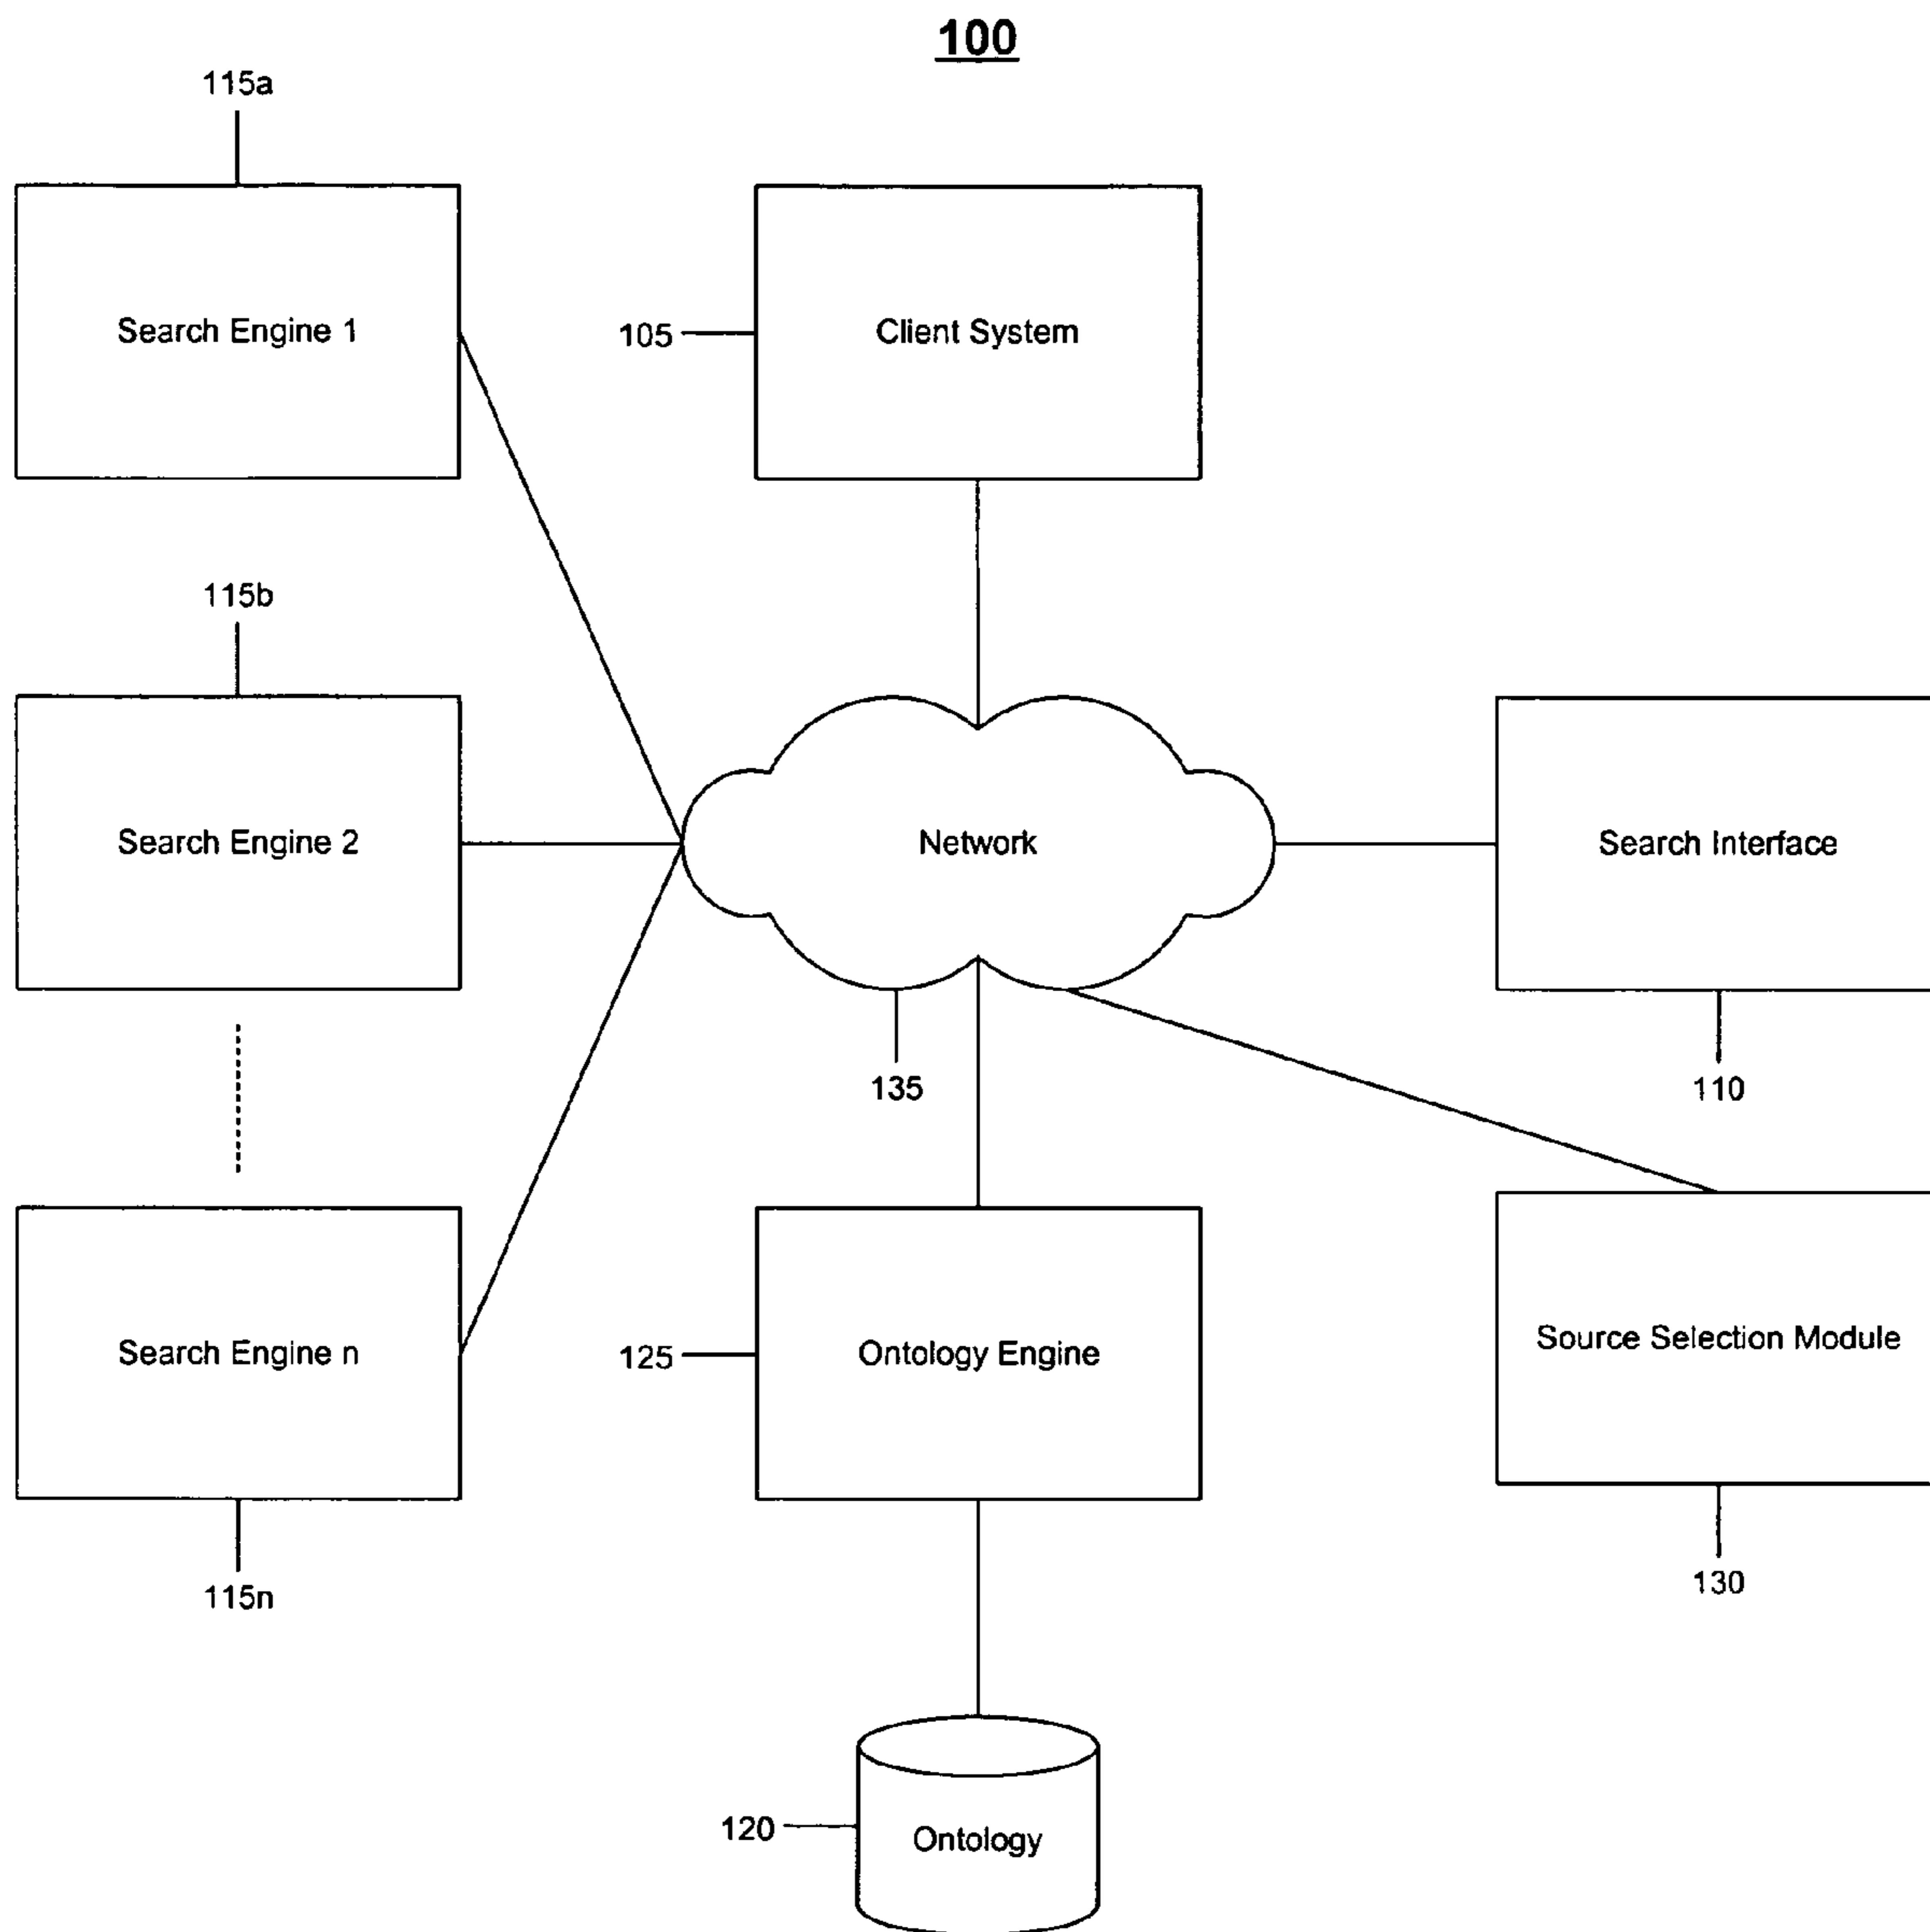 100
115a
Search Engine 1
105
Client System
115b
Search Engine 2
Network
Search Interface
135
110
Search Engine n
125
Ontology Engine
Source Selection Module
115n
130
120
Ontology